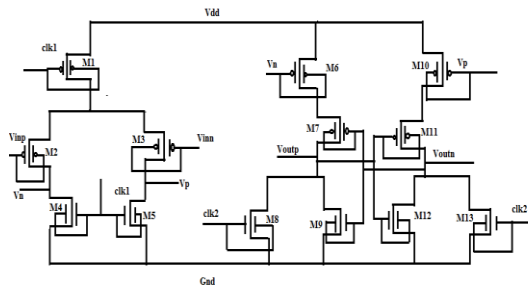 Vdd
clk1
M1
Vn
M6
M10
Vp
Vinp
M2
M3
Vinn
M7
M11
Voutp
Voutn
Vn
clk1
Vp
M4
M5
clk2
M8
M9
M12
M13
clk2
Gnd